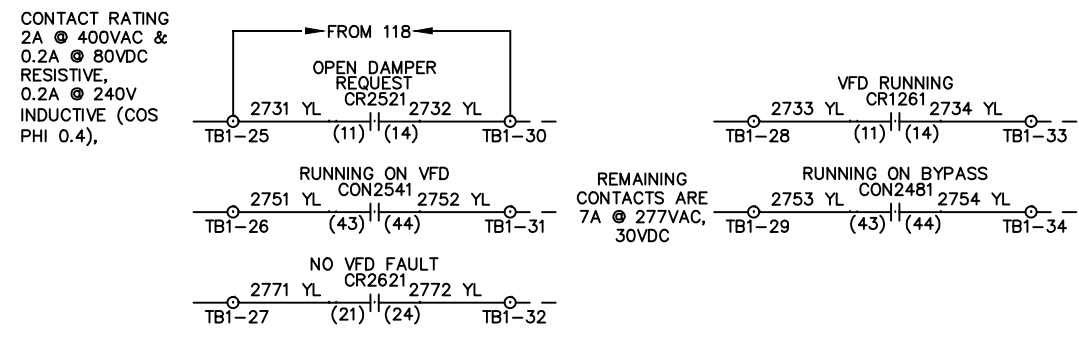 CONTACT RATING
2A @ 400VAC &
0.2A @ 80VDC
RESISTIVE,
0.2A @ 240V
INDUCTIVE (COS
PHI 0.4),
FROM 118
OPEN DAMPER
REQUEST
CR2521
2731 YL 2732 YL
TB1-25 (11) (14) TB1-30
VFD RUNNING
CR1261
2733 YL 2734 YL
TB1-28 (11) (14) TB1-33
RUNNING ON VFD
CON2541
2751 YL 2752 YL
TB1-26 (43) (44) TB1-31
REMAINING
CONTACTS ARE
7A @ 277VAC,
30VDC
RUNNING ON BYPASS
CON2481
2753 YL 2754 YL
TB1-29 (43) (44) TB1-34
NO VFD FAULT
CR2621
2771 YL 2772 YL
TB1-27 (21) (24) TB1-32